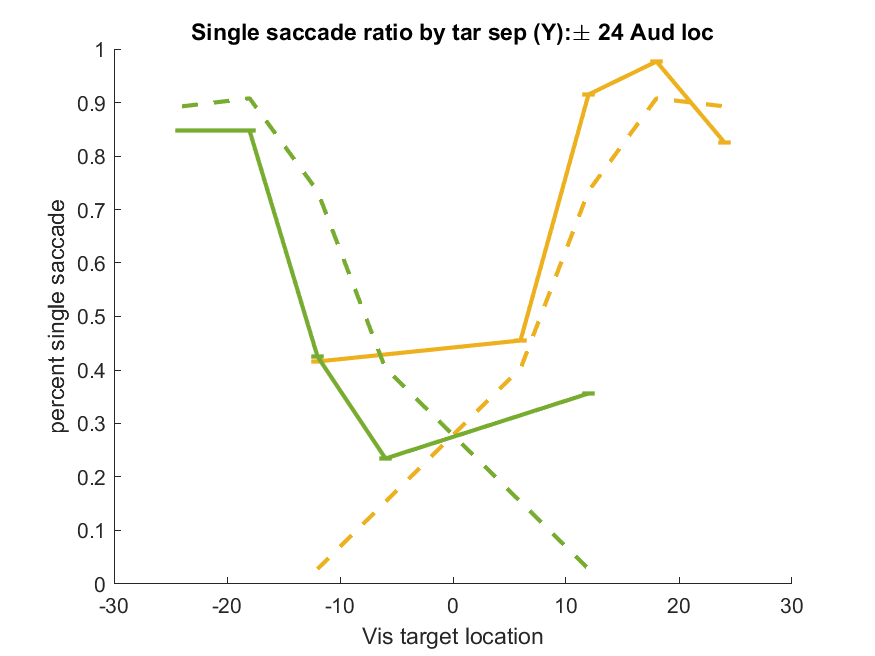 Single saccade ratio by tar sep (Y):± 24 Aud loc
1
0.9
0.8
0.7
0.6
0.5
0.4
0.3
0.2
0.1
0
percent single saccade
-30 -20 -10 0 10 20 30
Vis target location